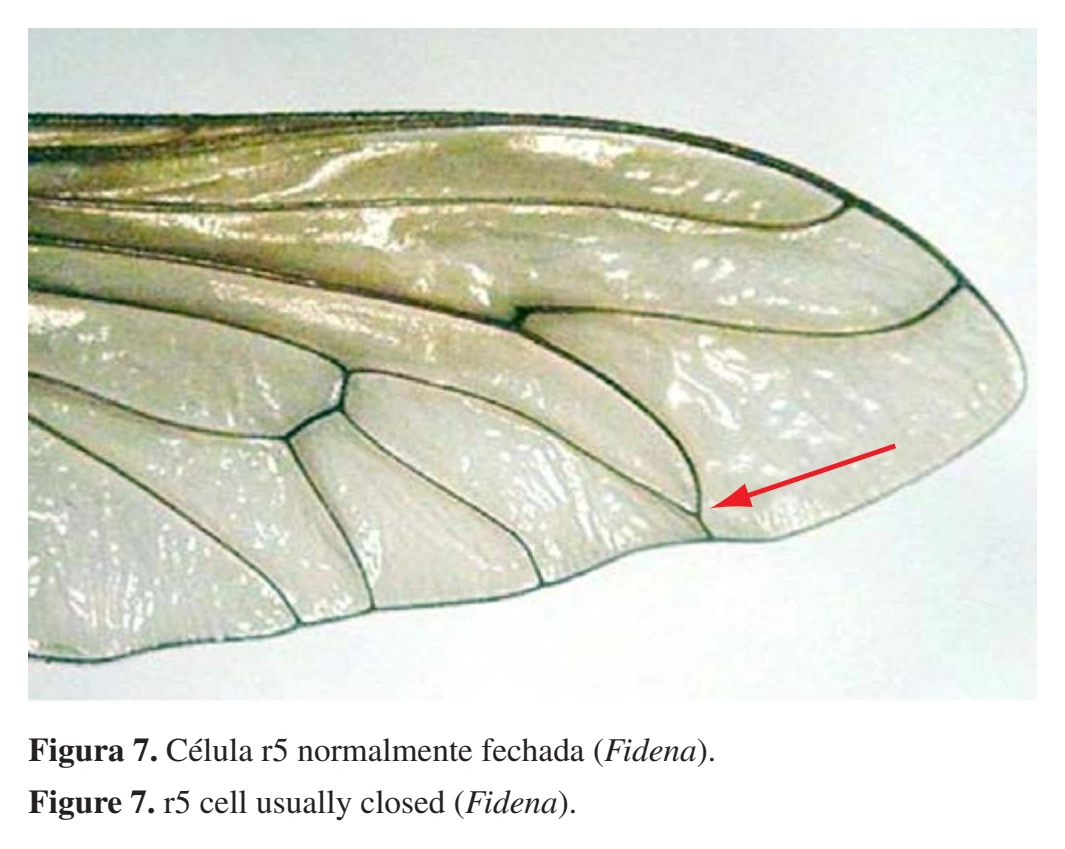 Figura 7. Célula r5 normalmente fechada (Fidena).
Figure 7. r5 cell usually closed (Fidena).